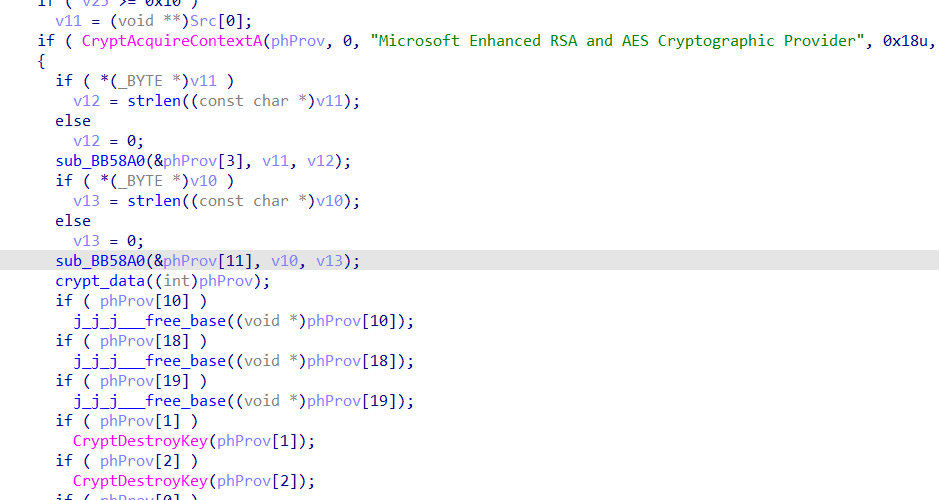 if ( v25 >= 0x10 )
v11 = (void **)Src[0];
if ( CryptAcquireContextA(phProv, 0, "Microsoft Enhanced RSA and AES Cryptographic Provider", 0x18u,
{
if ( *(_BYTE *)v11 )
v12 = strlen((const char *)v11);
else
v12 = 0;
sub_BB58A0(&phProv[3], v11, v12);
if ( *(_BYTE *)v10 )
v13 = strlen((const char *)v10);
else
v13 = 0;
sub_BB58A0(&phProv[11], v10, v13);
crypt_data((int)phProv);
if ( phProv[10] )
j_j_j___free_base((void *)phProv[10]);
if ( phProv[18] )
j_j_j___free_base((void *)phProv[18]);
if ( phProv[19] )
j_j_j___free_base((void *)phProv[19]);
if ( phProv[1] )
CryptDestroyKey(phProv[1]);
if ( phProv[2] )
CryptDestroyKey(phProv[2]);
if ( phProv[0] )